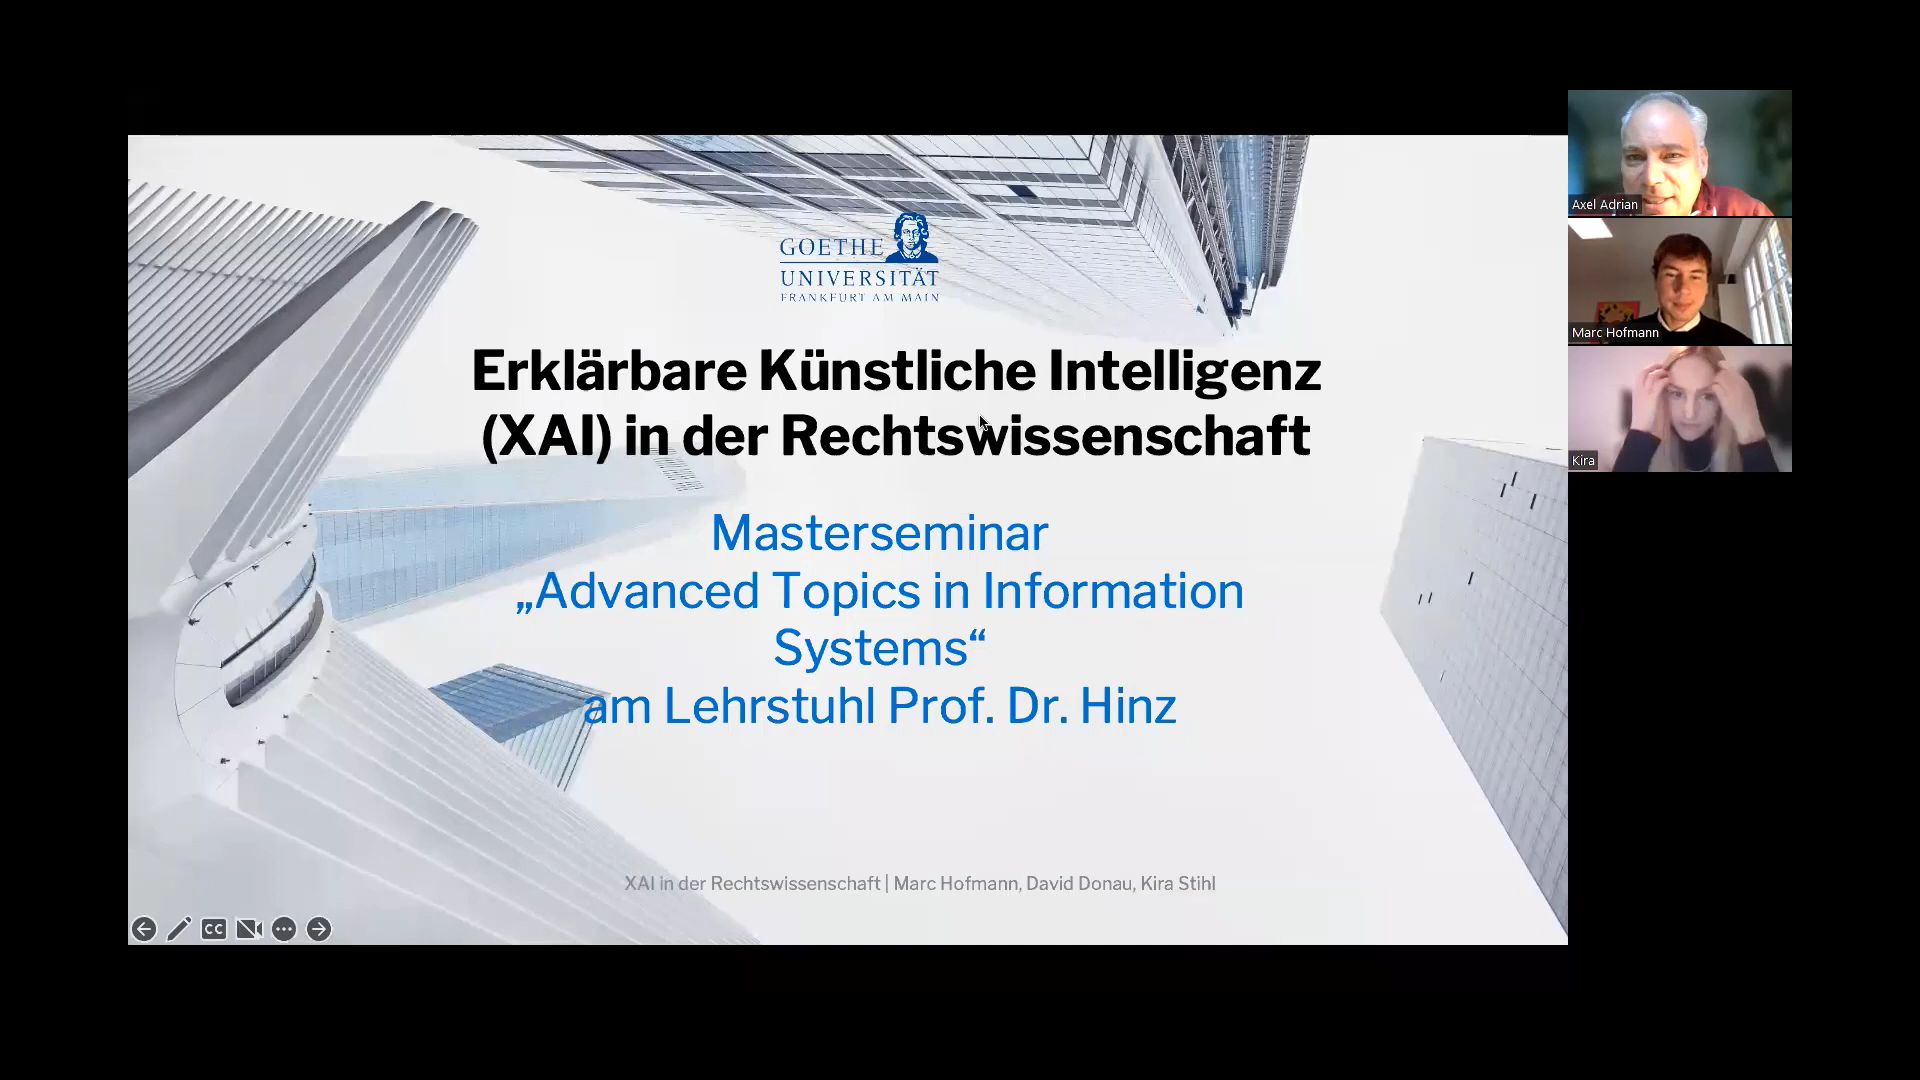 GOETHE
UNIVERSITÄT
FRANKFURT AM MAIN
Erklärbare Künstliche Intelligenz
(XAI) in der Rechtswissenschaft
Masterseminar
„Advanced Topics in Information
Systems“
am Lehrstuhl Prof. Dr. Hinz
XAI in der Rechtswissenschaft | Marc Hofmann, David Donau, Kira Stihl
CC
Axel Adrian
Marc Hofmann
Kira